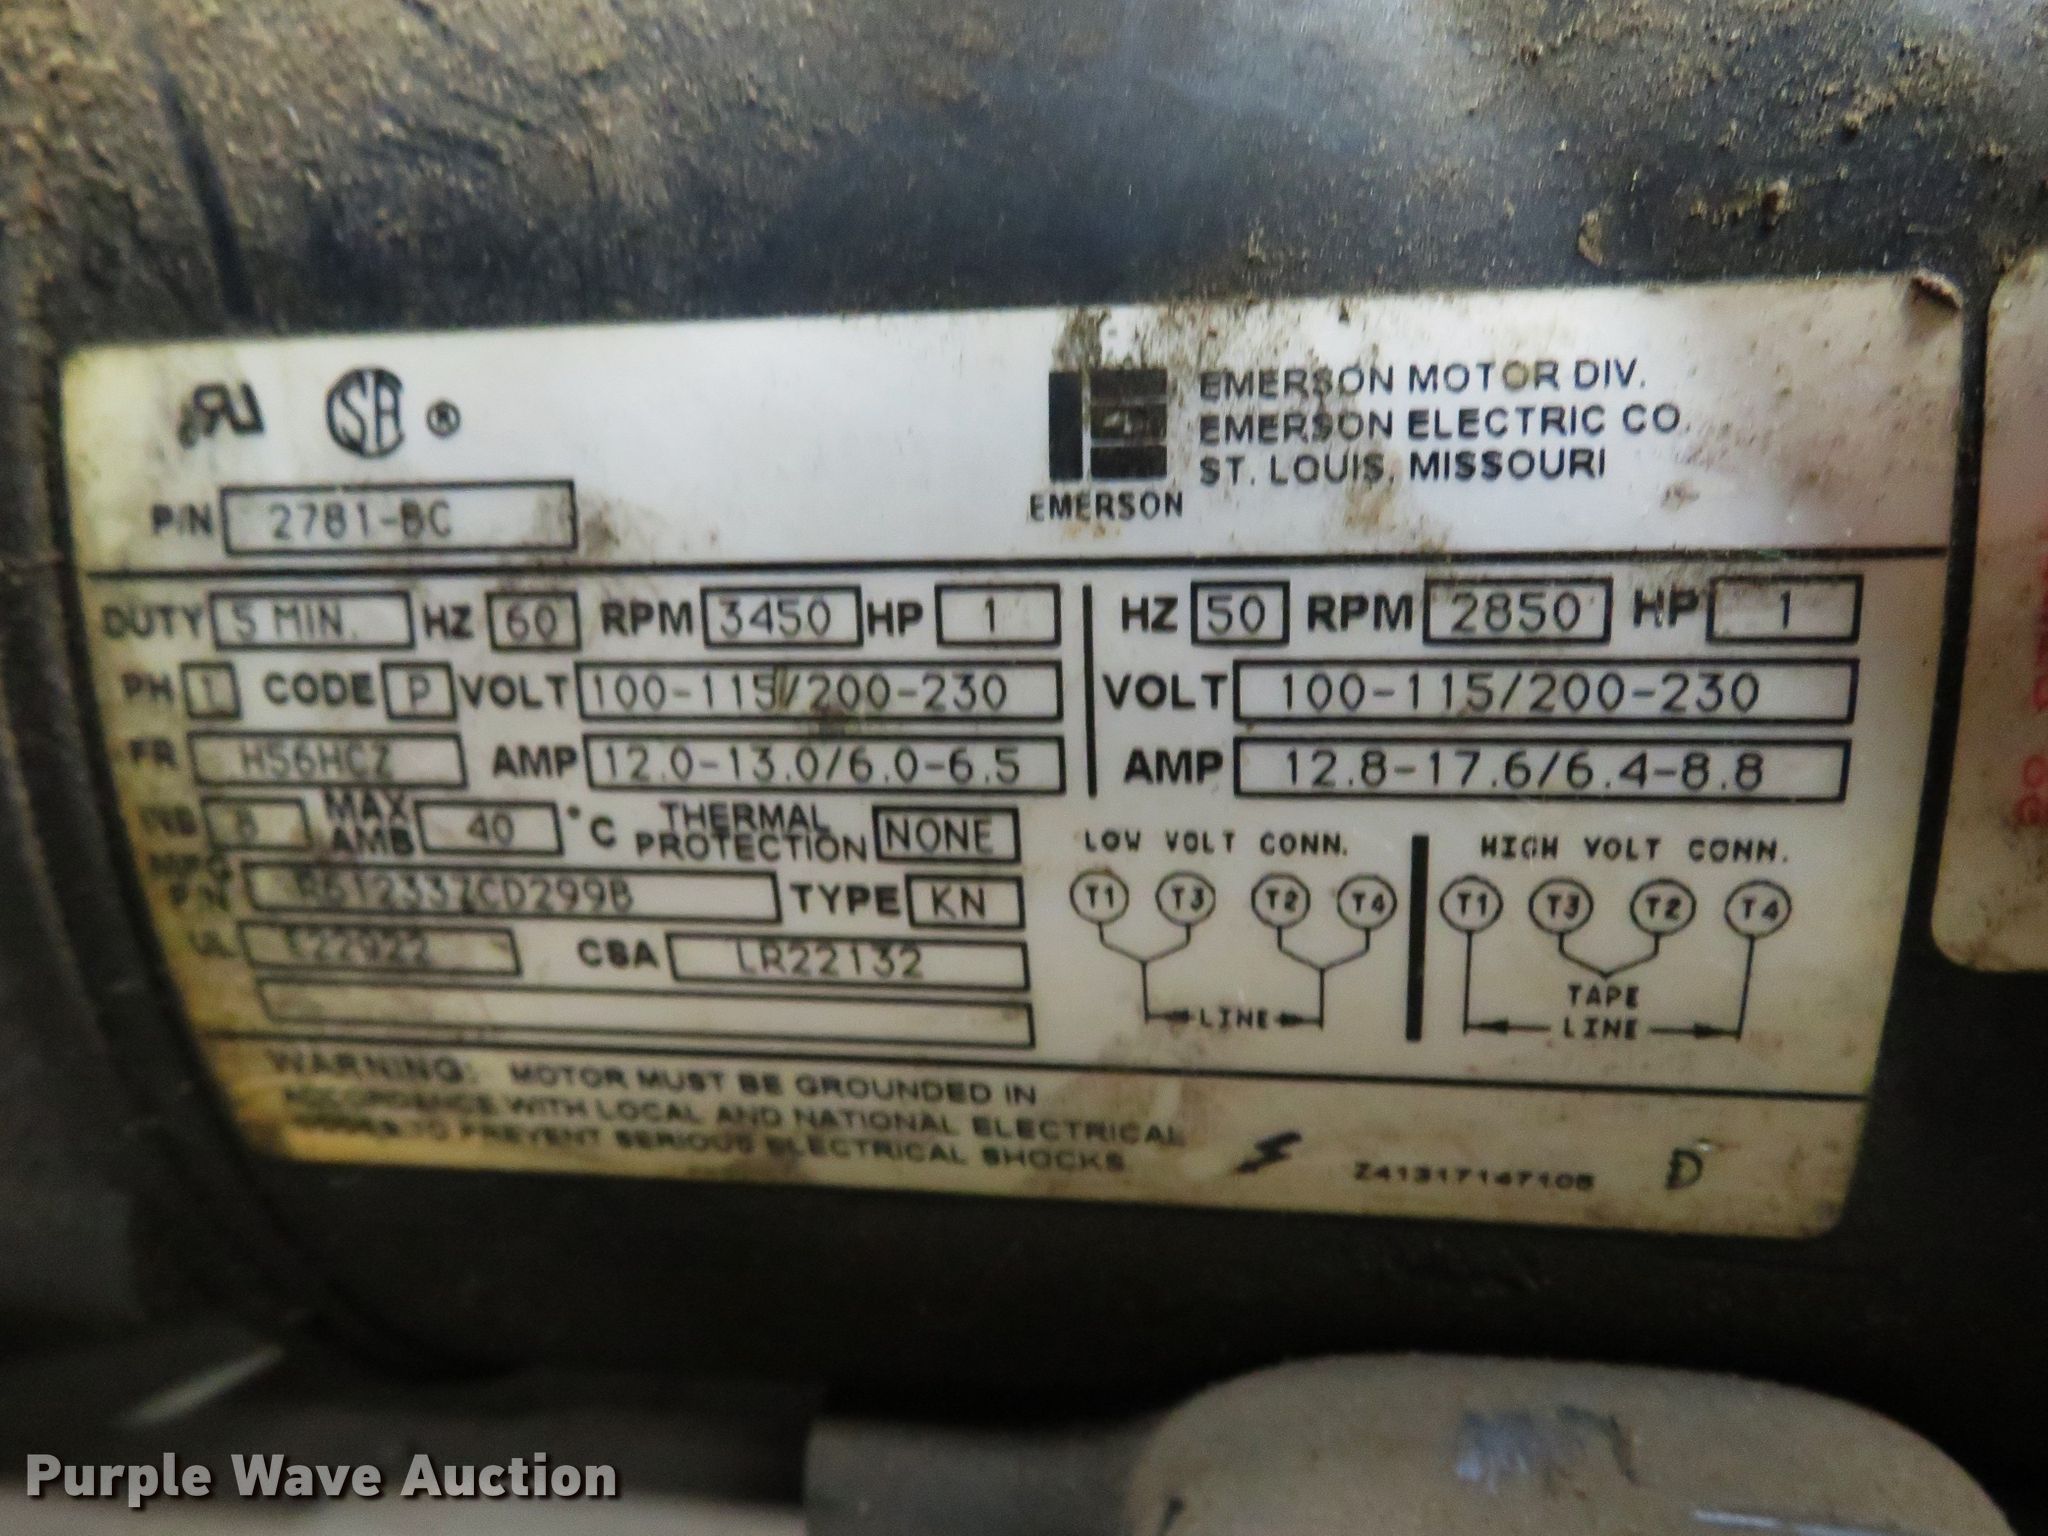 EMERSON MOTOR DIV.
EMERSON ELECTRIC CO.
ST. LOUIS, MISSOURI
EMERSON
P/N 2781-BC
DUTY 5 MIN. HZ 60 RPM 3450 HP 1
HZ 50 RPM 2850 HP 1
PH 1 CODE P VOLT 100-115/200-230
VOLT 100-115/200-230
FR H56HCZ AMP 12.0-13.0/6.0-6.5
AMP 12.8-17.6/6.4-8.8
INS B MAX AMB 40 °C THERMAL PROTECTION NONE
MFG P/N TYPE KN
UL E22922 CSA LR22132
LOW VOLT CONN.
T1 T3 T2 T4
LINE
HIGH VOLT CONN.
T1 T3 T2 T4
TAPE
LINE
WARNING: MOTOR MUST BE GROUNDED IN
ACCORDANCE WITH LOCAL AND NATIONAL ELECTRICAL
CODES TO PREVENT SERIOUS ELECTRICAL SHOCKS
Z41317147105 D
Purple Wave Auction